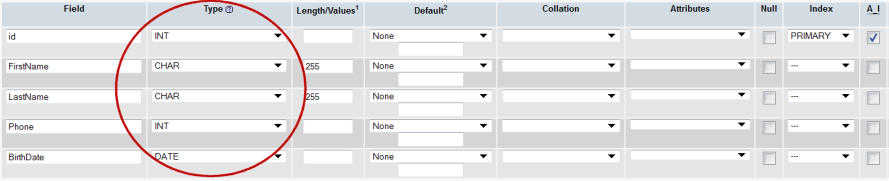 Field Type Length/Values1 Default2 Collation Attributes Null Index A_I
id INT None PRIMARY
FirstName CHAR 255 None ---
LastName CHAR 255 None ---
Phone INT None ---
BirthDate DATE None ---